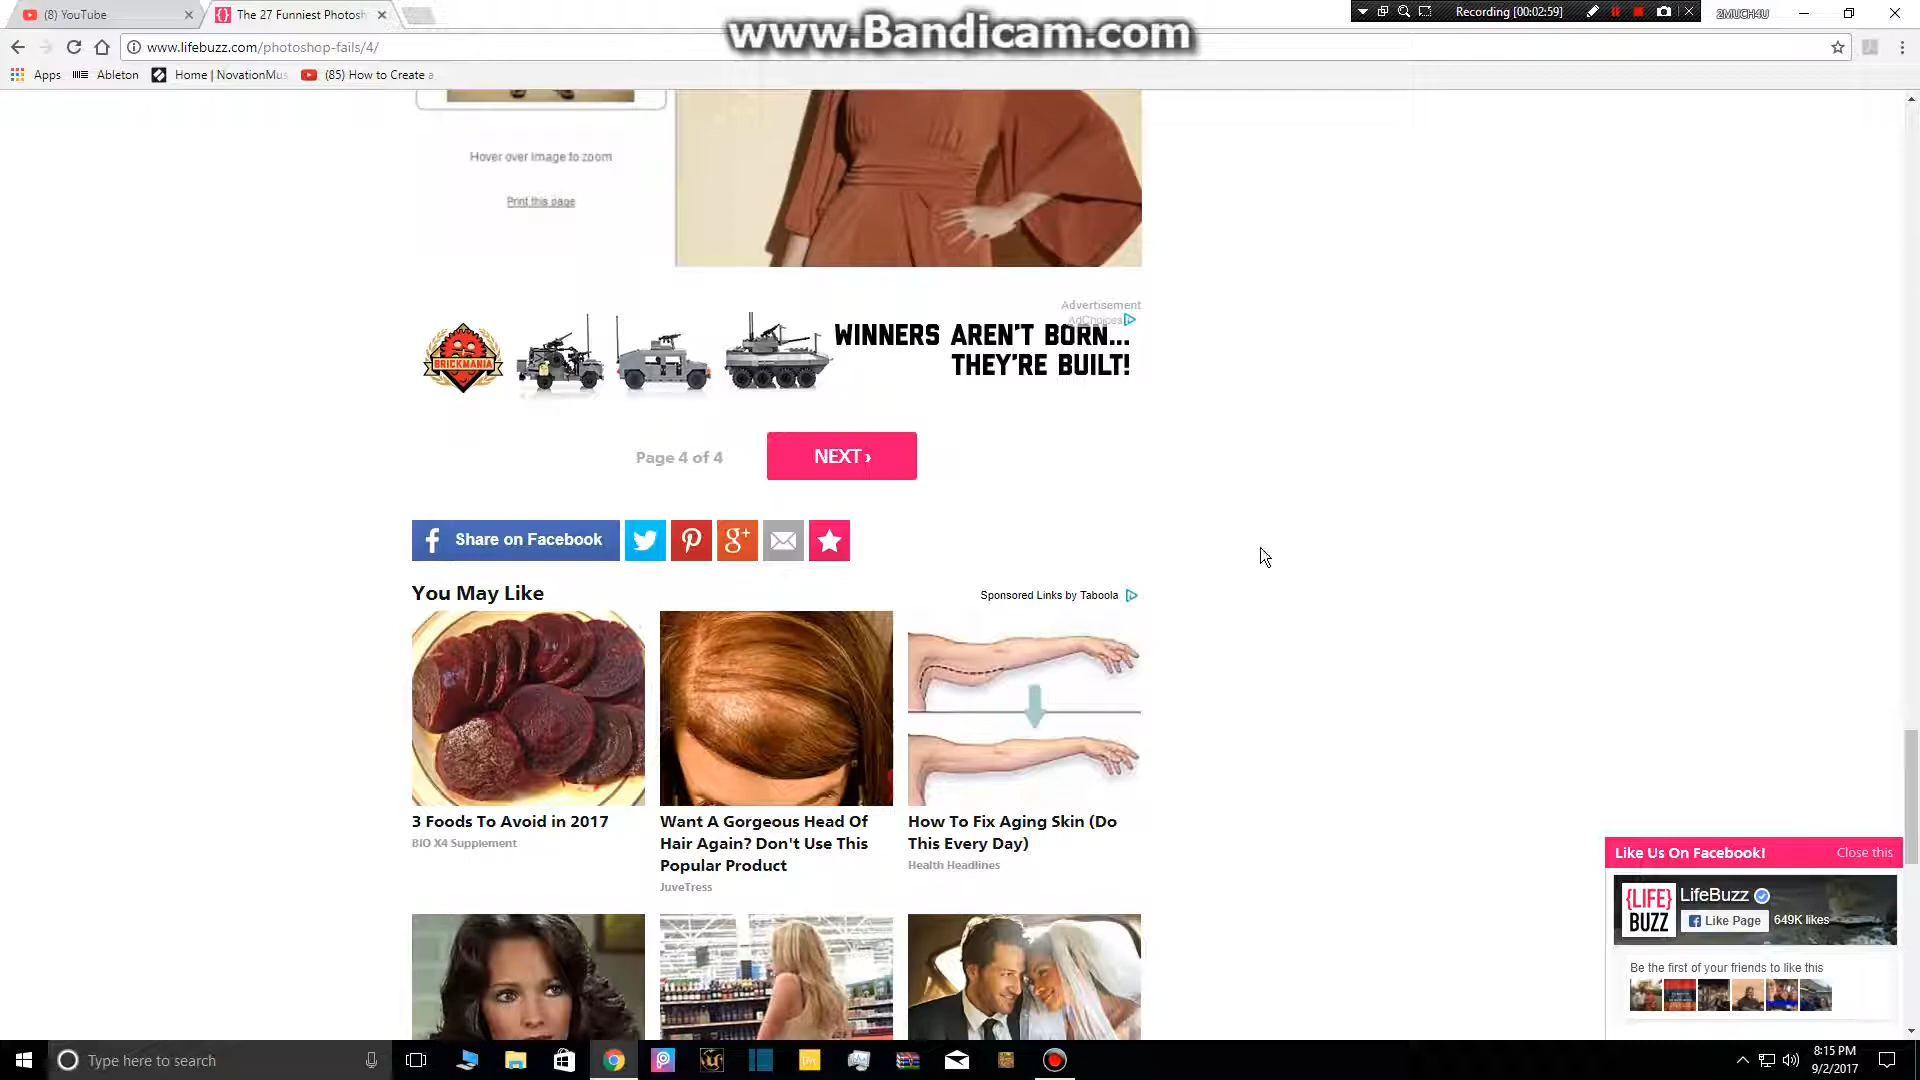 (8) YouTube
The 27 Funniest Photosh
www.Bandicam.com
Recording [00:02:59]
2MUCH4U
www.lifebuzz.com/photoshop-fails/4/
Apps
Ableton
Home | NovationMus
(85) How to Create a
Hover over image to zoom
Print this page
Advertisement
AdChoices
BRICKMANIA
WINNERS AREN'T BORN...
THEY'RE BUILT!
Page 4 of 4
NEXT ›
Share on Facebook
You May Like
Sponsored Links by Taboola
3 Foods To Avoid in 2017
BIO X4 Supplement
Want A Gorgeous Head Of
Hair Again? Don't Use This
Popular Product
JuveTress
How To Fix Aging Skin (Do
This Every Day)
Health Headlines
Like Us On Facebook!
Close this
{LIFE}
BUZZ
LifeBuzz
Like Page
649K likes
Be the first of your friends to like this
Type here to search
8:15 PM
9/2/2017